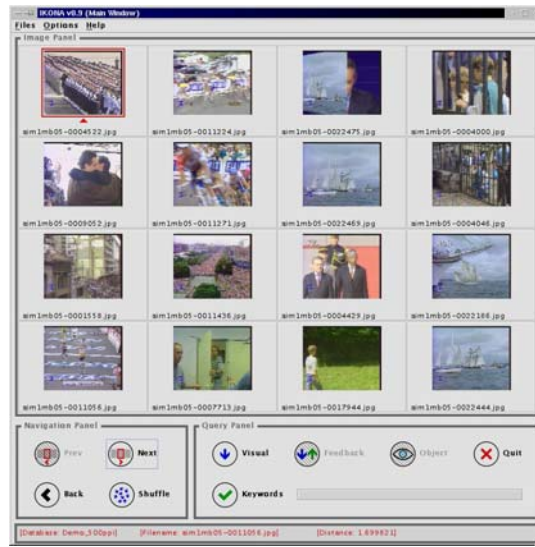 IKONA v0.9 (Main Window)
Files Options Help
Image Panel
sim1mb05-0004522.jpg sim1mb05-0011224.jpg sim1mb05-0022475.jpg sim1mb05-0004000.jpg
sim1mb05-0009052.jpg sim1mb05-0011271.jpg sim1mb05-0022469.jpg sim1mb05-0004046.jpg
sim1mb05-0001558.jpg sim1mb05-0011436.jpg sim1mb05-0004429.jpg sim1mb05-0022186.jpg
sim1mb05-0011056.jpg sim1mb05-0007713.jpg sim1mb05-0017944.jpg sim1mb05-0022444.jpg
Navigation Panel
Prev Next
Back Shuffle
Query Panel
Visual Feedback Object Quit
Keywords
[Database: Demo_500ppi] [Filename: sim1mb05-0011056.jpg] [Distance: 1.699821]